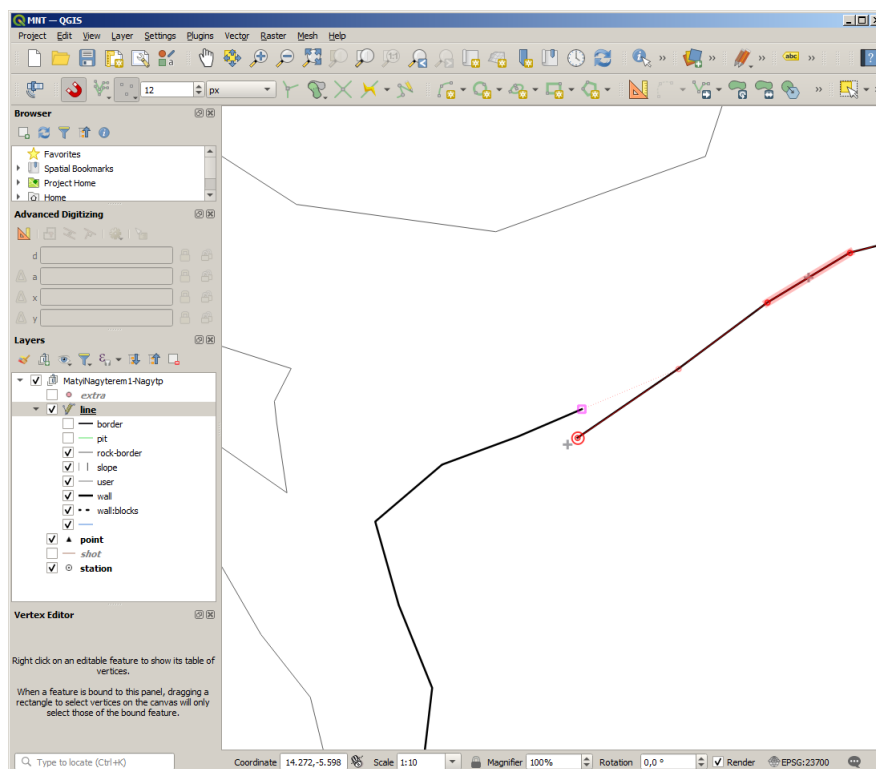 MNT — QGIS
Project Edit View Layer Settings Plugins Vector Raster Mesh Help
abc
12 px
Browser
Favorites
Spatial Bookmarks
Project Home
Home
Advanced Digitizing
d
a
x
y
Layers
MatyiNagyterem1-Nagytp
extra
line
border
pit
rock-border
slope
user
wall
wall:blocks
point
shot
station
Vertex Editor
Right click on an editable feature to show its table of
vertices.
When a feature is bound to this panel, dragging a
rectangle to select vertices on the canvas will only
select those of the bound feature.
Type to locate (Ctrl+K) Coordinate 14.272,-5.598 Scale 1:10 Magnifier 100% Rotation 0,0 ° Render EPSG:23700